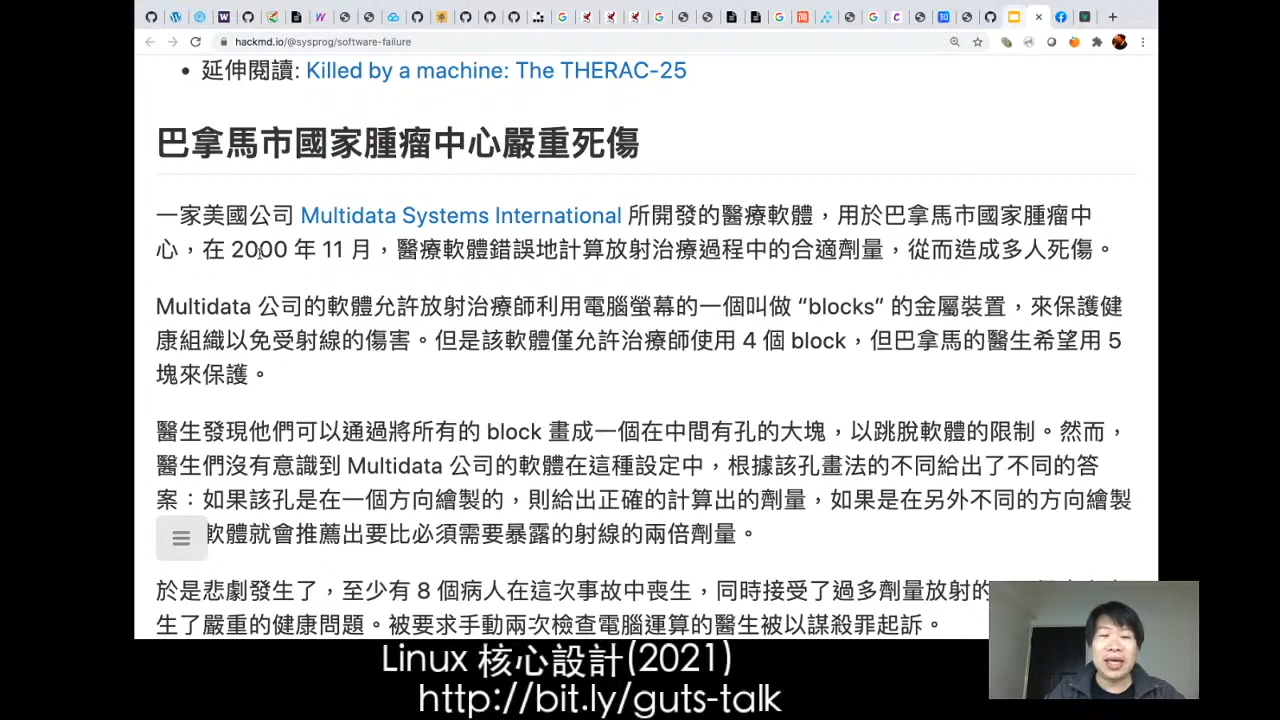 hackmd.io/@sysprog/software-failure
• 延伸閱讀: Killed by a machine: The THERAC-25
巴拿馬市國家腫瘤中心嚴重死傷
一家美國公司 Multidata Systems International 所開發的醫療軟體，用於巴拿馬市國家腫瘤中
心，在 2000 年 11 月，醫療軟體錯誤地計算放射治療過程中的合適劑量，從而造成多人死傷。
Multidata 公司的軟體允許放射治療師利用電腦螢幕的一個叫做 “blocks” 的金屬裝置，來保護健
康組織以免受射線的傷害。但是該軟體僅允許治療師使用 4 個 block，但巴拿馬的醫生希望用 5
塊來保護。
醫生發現他們可以通過將所有的 block 畫成一個在中間有孔的大塊，以跳脫軟體的限制。然而，
醫生們沒有意識到 Multidata 公司的軟體在這種設定中，根據該孔畫法的不同給出了不同的答
案：如果該孔是在一個方向繪製的，則給出正確的計算出的劑量，如果是在另外不同的方向繪製
軟體就會推薦出要比必須需要暴露的射線的兩倍劑量。
於是悲劇發生了，至少有 8 個病人在這次事故中喪生，同時接受了過多劑量放射的
生了嚴重的健康問題。被要求手動兩次檢查電腦運算的醫生被以謀殺罪起訴。
Linux 核心設計(2021)
http://bit.ly/guts-talk